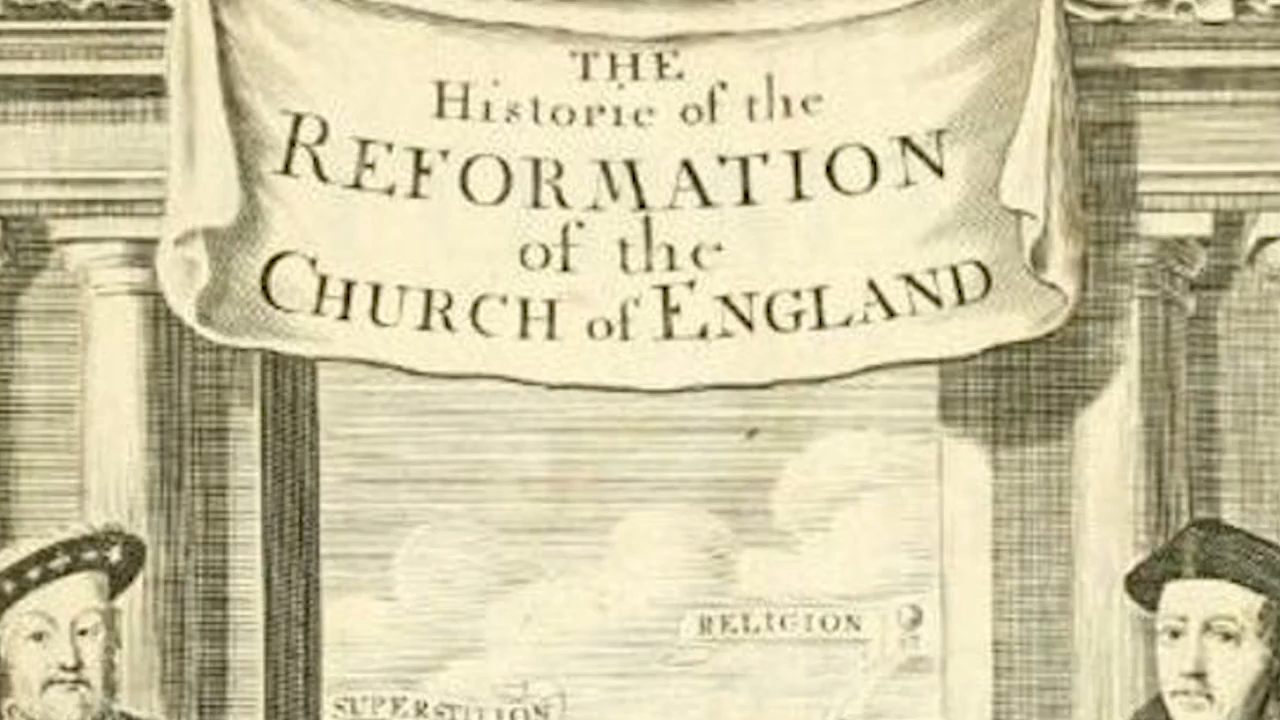 THE
Historie of the
REFORMATION
of the
CHURCH of ENGLAND
RELIGION
SUPERSTITION